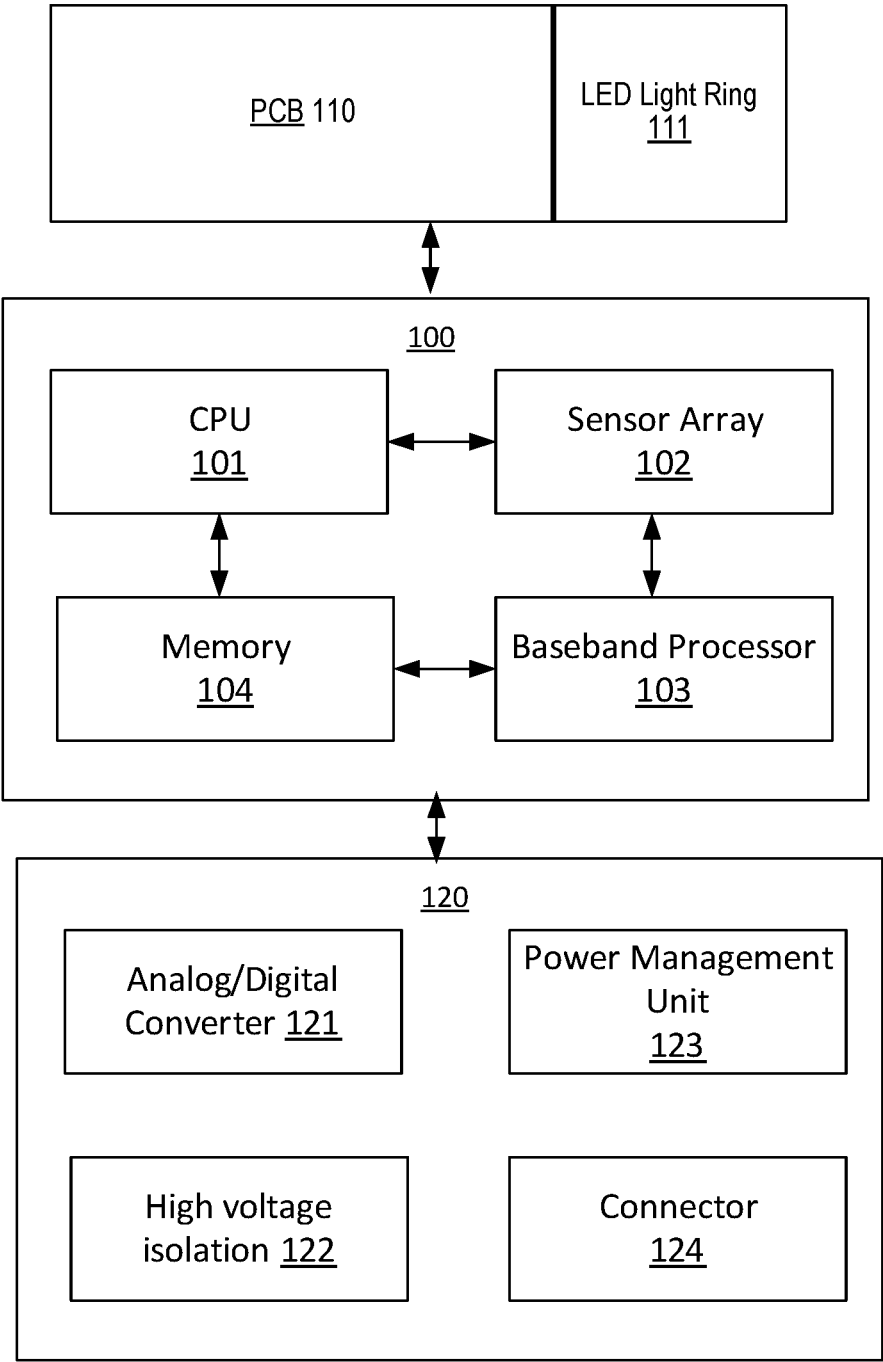 PCB 110
LED Light Ring
111
100
CPU
101
Sensor Array
102
Memory
104
Baseband Processor
103
120
Analog/Digital
Converter 121
Power Management
Unit
123
High voltage
isolation 122
Connector
124